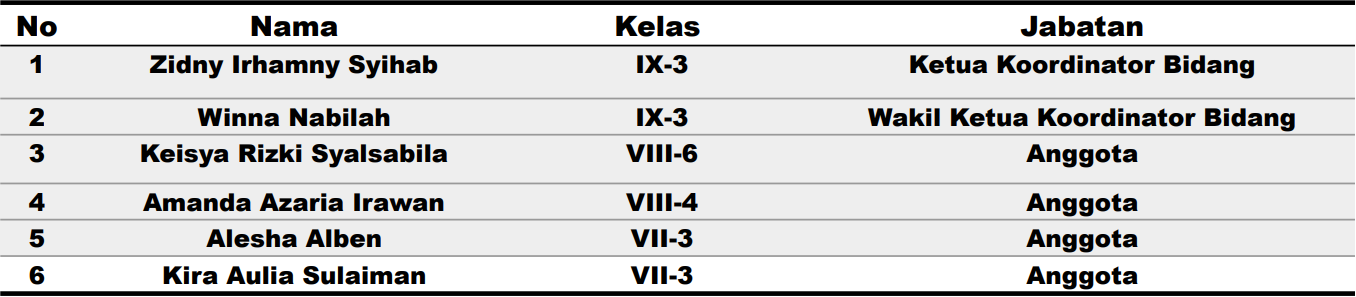 No Nama Kelas Jabatan
1 Zidny Irhamny Syihab IX-3 Ketua Koordinator Bidang
2 Winna Nabilah IX-3 Wakil Ketua Koordinator Bidang
3 Keisya Rizki Syalsabila VIII-6 Anggota
4 Amanda Azaria Irawan VIII-4 Anggota
5 Alesha Alben VII-3 Anggota
6 Kira Aulia Sulaiman VII-3 Anggota